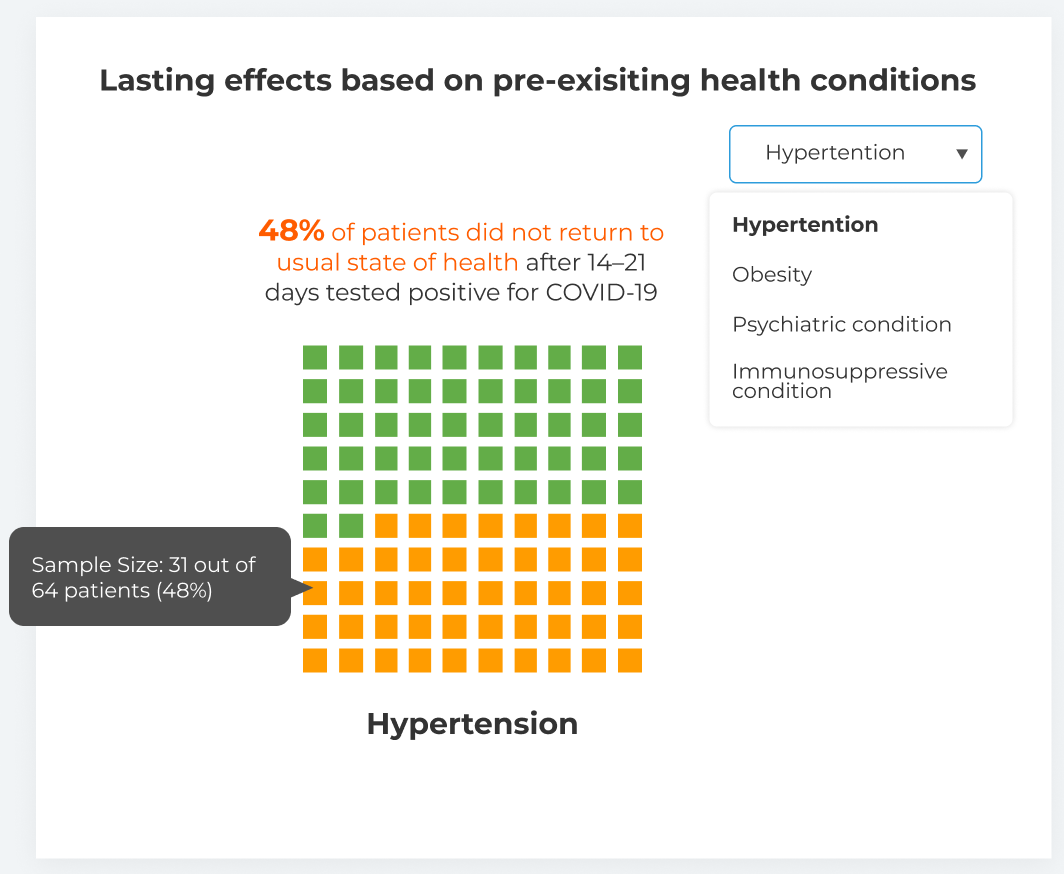 Lasting effects based on pre-exisiting health conditions
Hypertention
Hypertention
Obesity
Psychiatric condition
Immunosuppressive
condition
48% of patients did not return to
usual state of health after 14–21
days tested positive for COVID-19
Sample Size: 31 out of
64 patients (48%)
Hypertension